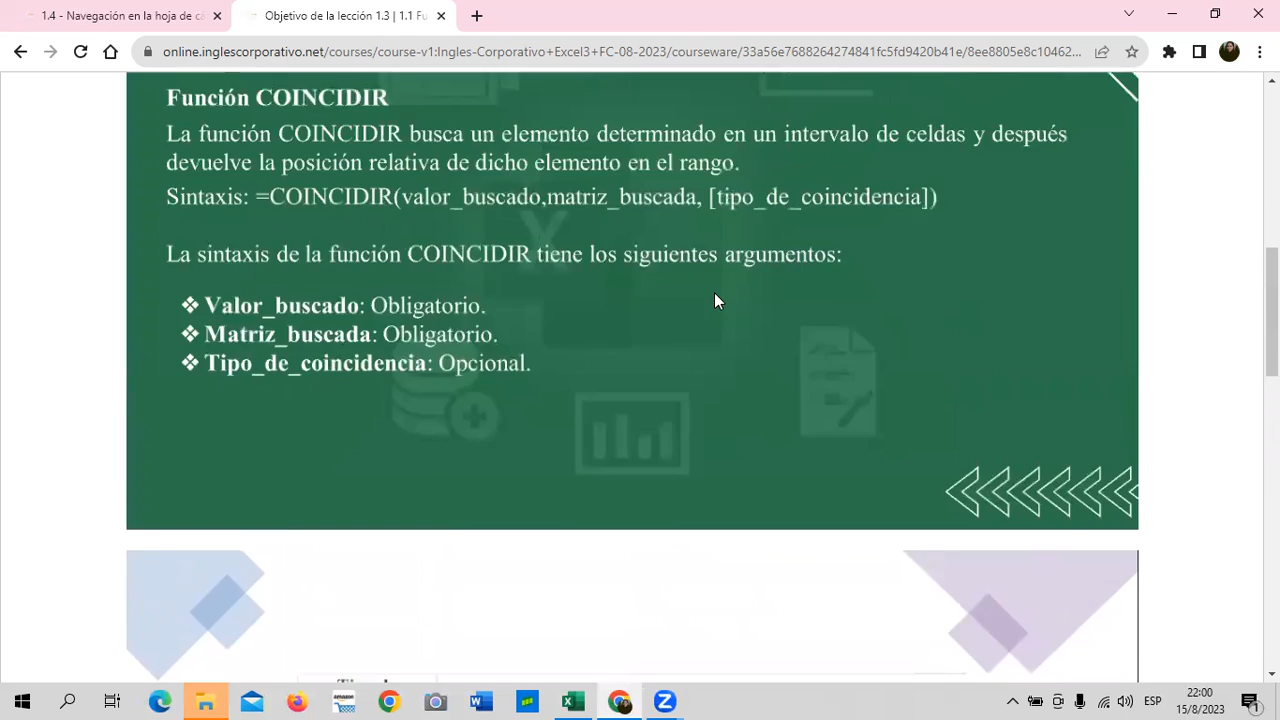 1.4 - Navegación en la hoja de cá
Objetivo de la lección 1.3 | 1.1 Fu
online.inglescorporativo.net/courses/course-v1:Ingles-Corporativo+Excel3+FC-08-2023/courseware/33a56e7688264274841fc5fd9420b41e/8ee8805e8c10462...
Función COINCIDIR
La función COINCIDIR busca un elemento determinado en un intervalo de celdas y después
devuelve la posición relativa de dicho elemento en el rango.
Sintaxis: =COINCIDIR(valor_buscado,matriz_buscada, [tipo_de_coincidencia])
La sintaxis de la función COINCIDIR tiene los siguientes argumentos:
❖ Valor_buscado: Obligatorio.
❖ Matriz_buscada: Obligatorio.
❖ Tipo_de_coincidencia: Opcional.
ESP
22:00
15/8/2023